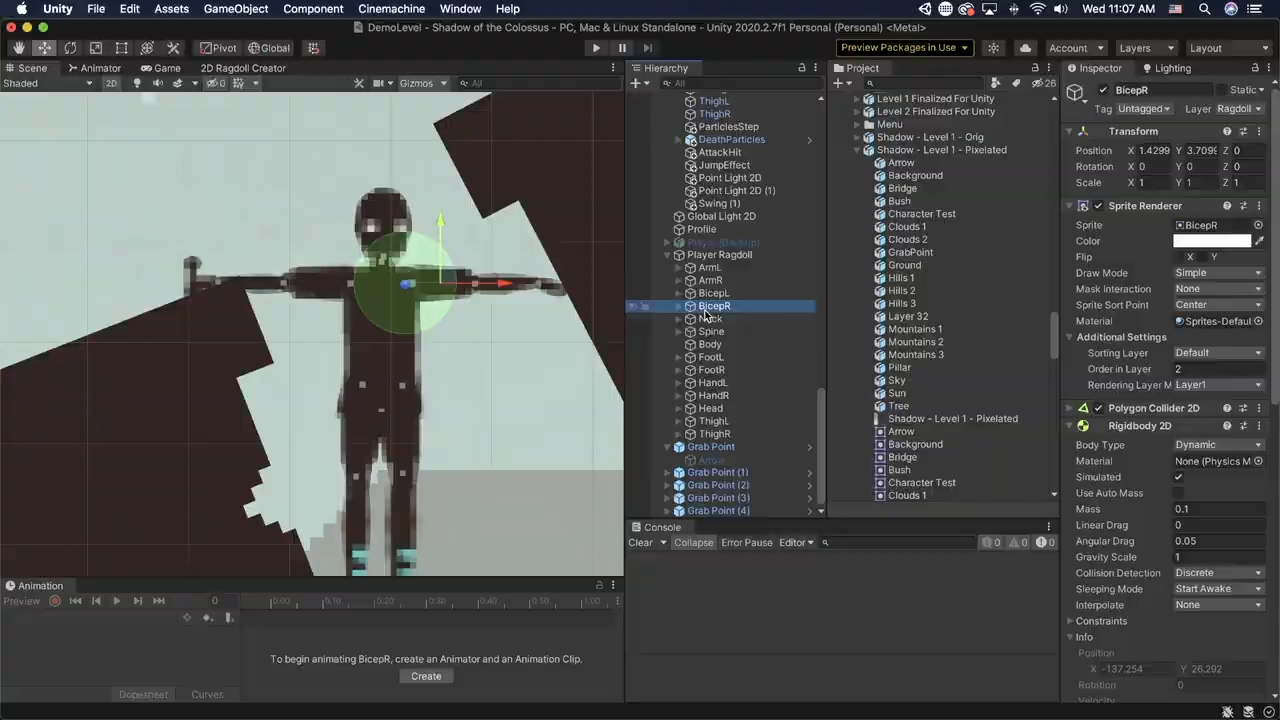 Unity File Edit Assets GameObject Component Cinemachine Window Help Wed 11:07 AM
DemoLevel - Shadow of the Colossus - PC, Mac & Linux Standalone - Unity 2020.2.7f1 Personal (Personal) <Metal>
Pivot Global Preview Packages in Use Account Layers Layout
Scene Animator Game 2D Ragdoll Creator
Shaded 2D 0 Gizmos All
Hierarchy
All
ThighL
ThighR
ParticlesStep
DeathParticles
AttackHit
JumpEffect
Point Light 2D
Point Light 2D (1)
Swing (1)
Global Light 2D
Profile
Player (Backup)
Player Ragdoll
ArmL
ArmR
BicepL
BicepR
Neck
Spine
Body
FootL
FootR
HandL
HandR
Head
ThighL
ThighR
Grab Point
Arrow
Grab Point (1)
Grab Point (2)
Grab Point (3)
Grab Point (4)
Project
26
Level 1 Finalized For Unity
Level 2 Finalized For Unity
Menu
Shadow - Level 1 - Orig
Shadow - Level 1 - Pixelated
Arrow
Background
Bridge
Bush
Character Test
Clouds 1
Clouds 2
GrabPoint
Ground
Hills 1
Hills 2
Hills 3
Layer 32
Mountains 1
Mountains 2
Mountains 3
Pillar
Sky
Sun
Tree
Shadow - Level 1 - Pixelated
Arrow
Background
Bridge
Bush
Character Test
Clouds 1
Console
Clear Collapse Error Pause Editor 0 0 0
Inspector Lighting
BicepR Static
Tag Untagged Layer Ragdoll
Transform
Position X 1.4299 Y 3.7099 Z 0
Rotation X 0 Y 0 Z 0
Scale X 1 Y 1 Z 1
Sprite Renderer
Sprite BicepR
Color
Flip X Y
Draw Mode Simple
Mask Interaction None
Sprite Sort Point Center
Material Sprites-Defaul
Additional Settings
Sorting Layer Default
Order in Layer 2
Rendering Layer M Layer1
Polygon Collider 2D
Rigidbody 2D
Body Type Dynamic
Material None (Physics M
Simulated
Use Auto Mass
Mass 0.1
Linear Drag 0
Angular Drag 0.05
Gravity Scale 1
Collision Detection Discrete
Sleeping Mode Start Awake
Interpolate None
Constraints
Info
Position
X -137.254 Y 26.292
Rotation 0
Velocity
Animation
Preview 0 0:00 0:10 0:20 0:30 0:40 0:50 1:00
To begin animating BicepR, create an Animator and an Animation Clip.
Create
Dopesheet Curves